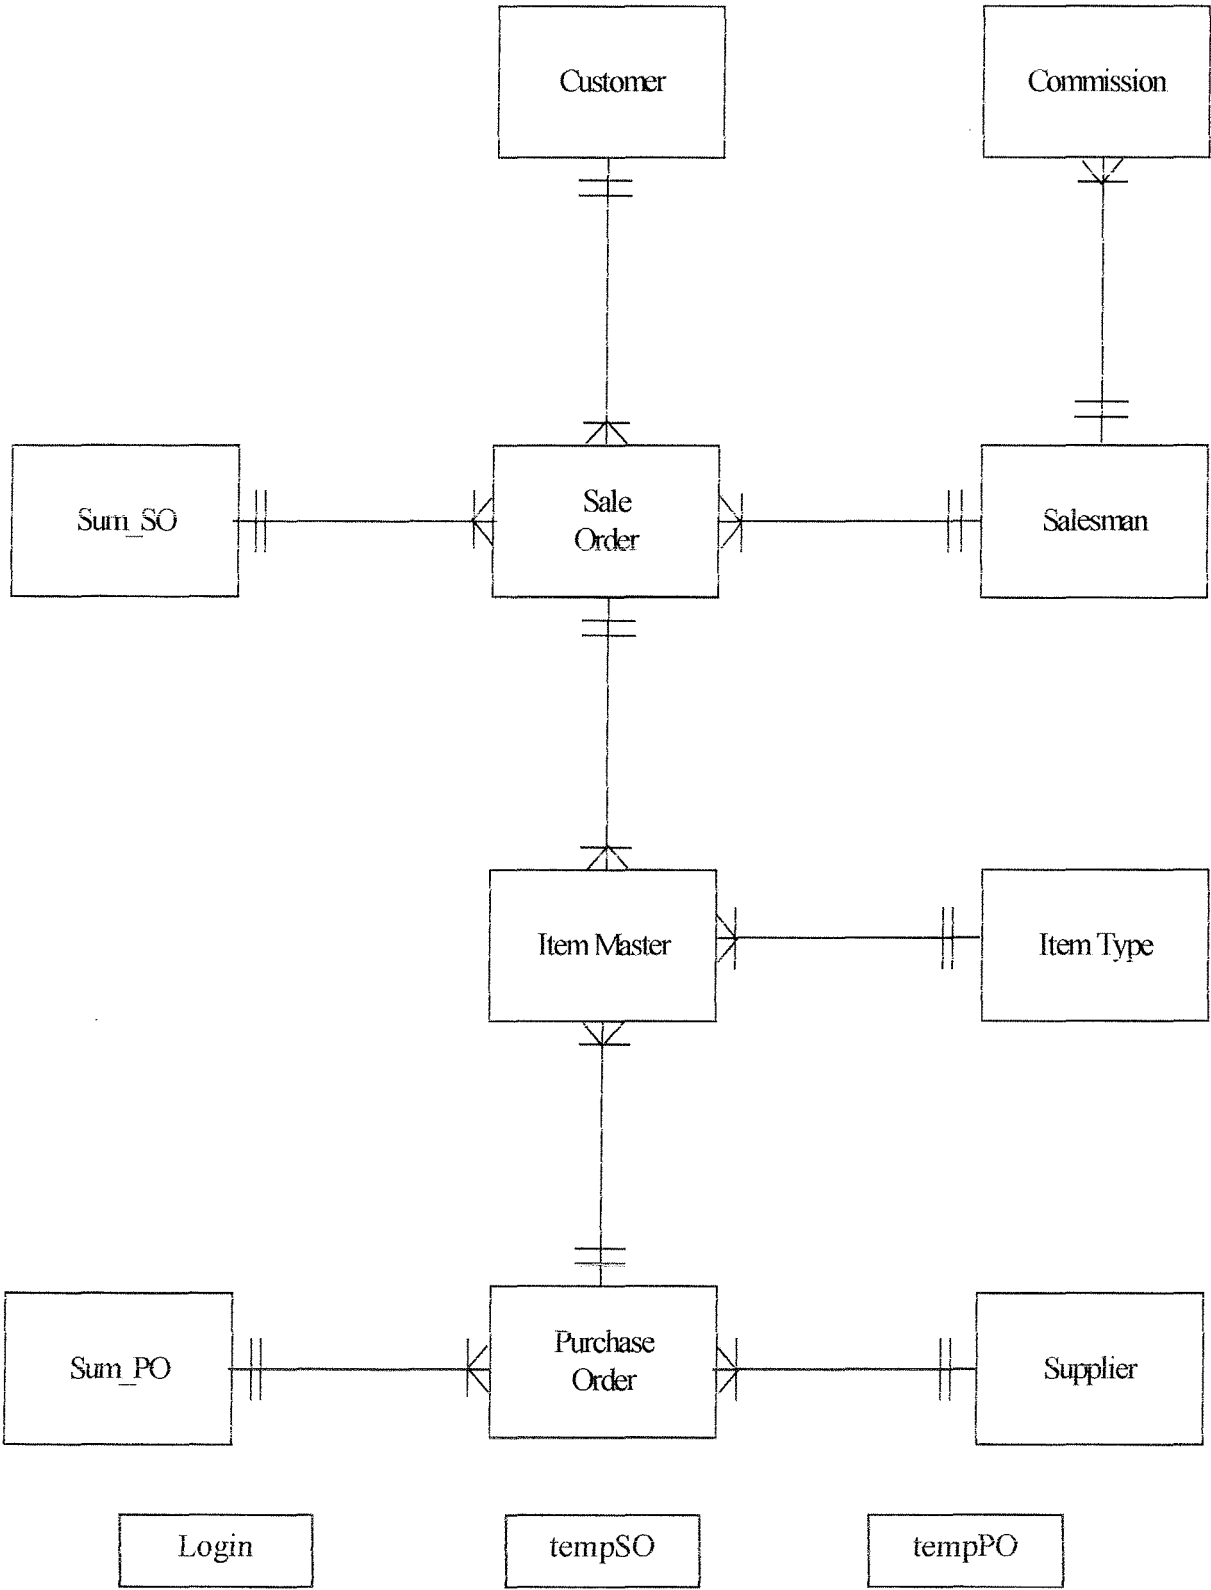 Customer
Commission
Sum_SO
Sale
Order
Salesman
Item Master
Item Type
Sum_PO
Purchase
Order
Supplier
Login
tempSO
tempPO